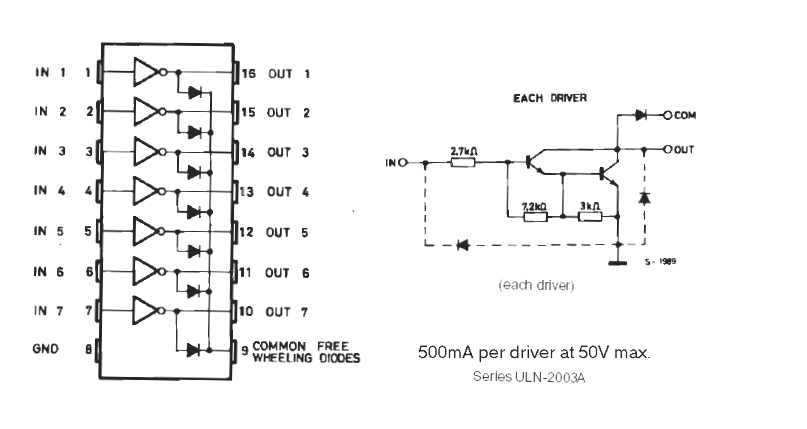 IN 1 1 16 OUT 1
IN 2 2 15 OUT 2
IN 3 3 14 OUT 3
IN 4 4 13 OUT 4
IN 5 5 12 OUT 5
IN 6 6 11 OUT 6
IN 7 7 10 OUT 7
GND 8 9 COMMON FREE
WHEELING DIODES
EACH DRIVER
COM
2.7kΩ
IN
OUT
7,2kΩ
3kΩ
S-1989
(each driver)
500mA per driver at 50V max.
Series ULN-2003A